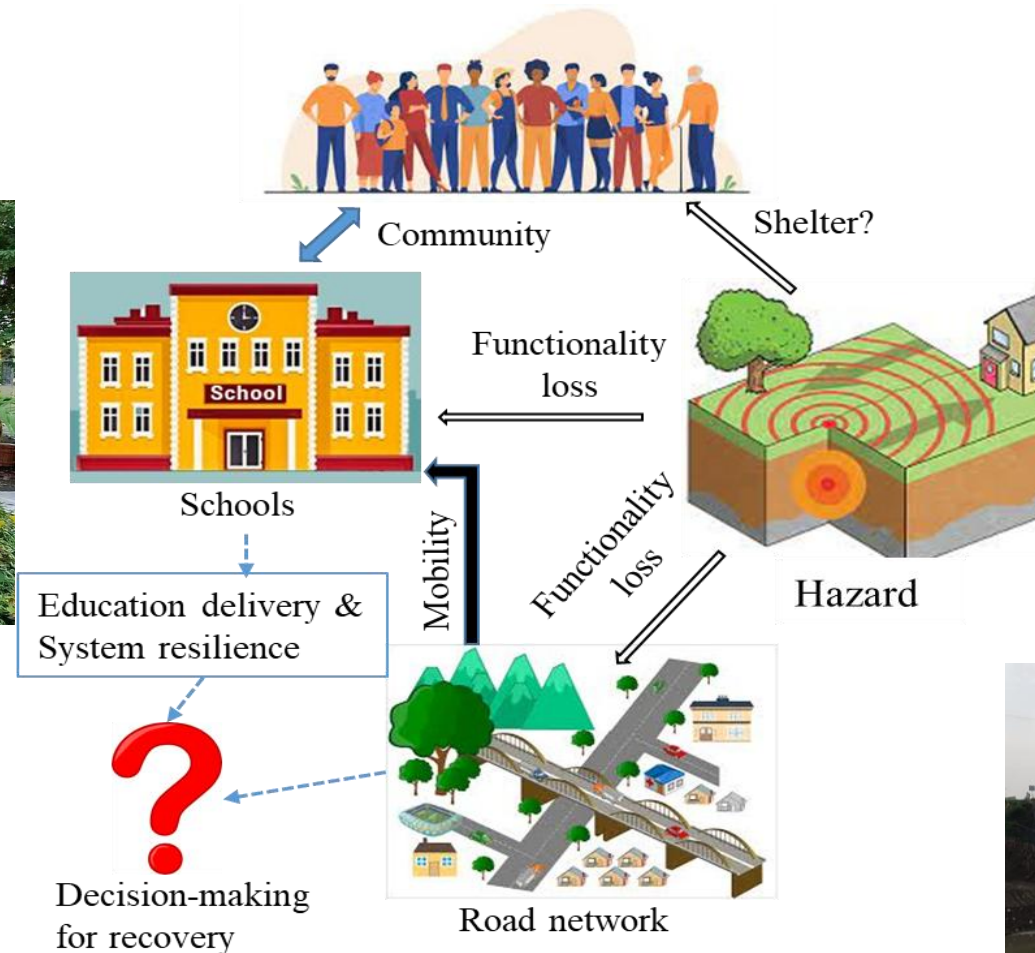 Community
Shelter?
Functionality
loss
School
Schools
Functionality
loss
Mobility
Hazard
Education delivery &
System resilience
Decision-making
for recovery
Road network